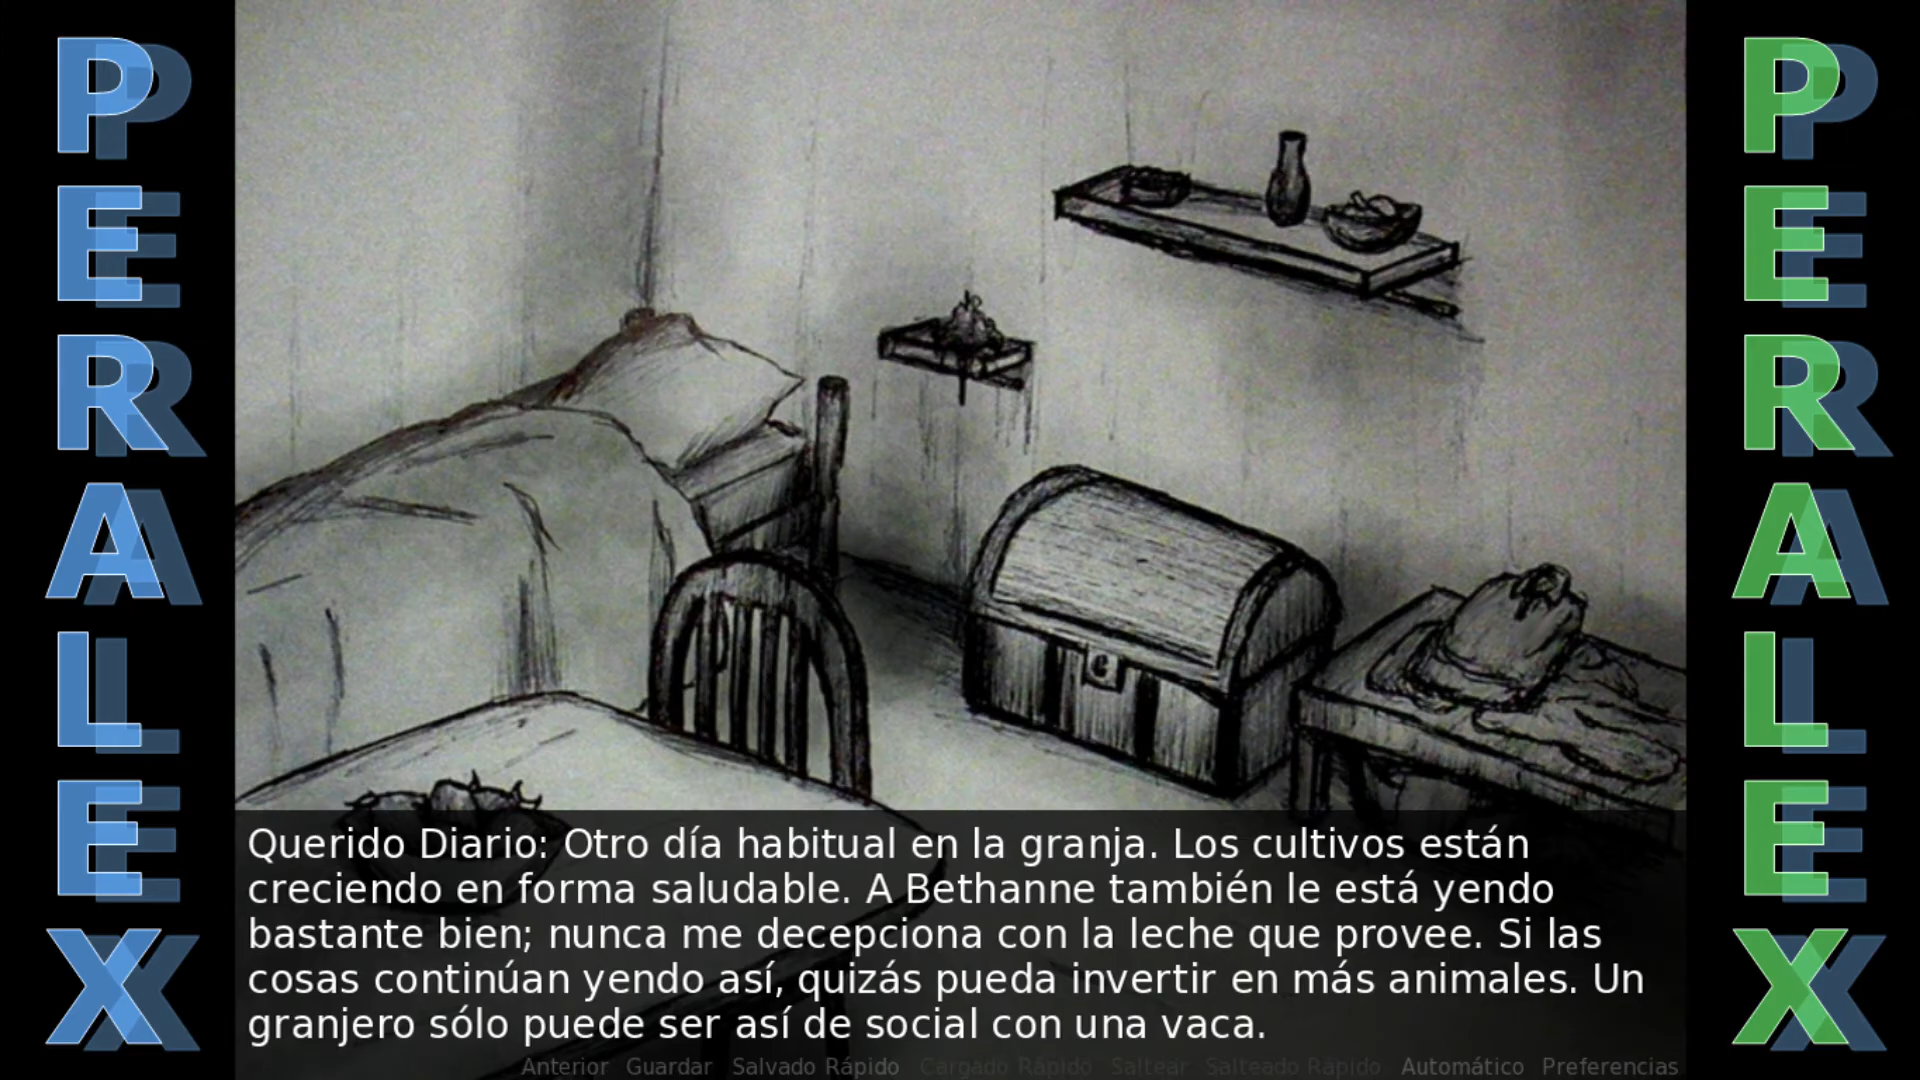 PERALEX
Querido Diario: Otro día habitual en la granja. Los cultivos están
creciendo en forma saludable. A Bethanne también le está yendo
bastante bien; nunca me decepciona con la leche que provee. Si las
cosas continúan yendo así, quizás pueda invertir en más animales. Un
granjero sólo puede ser así de social con una vaca.
Anterior Guardar Salvado Rápido Cargado Rápido Saltear Salteado Rápido Automático Preferencias
PERALEX